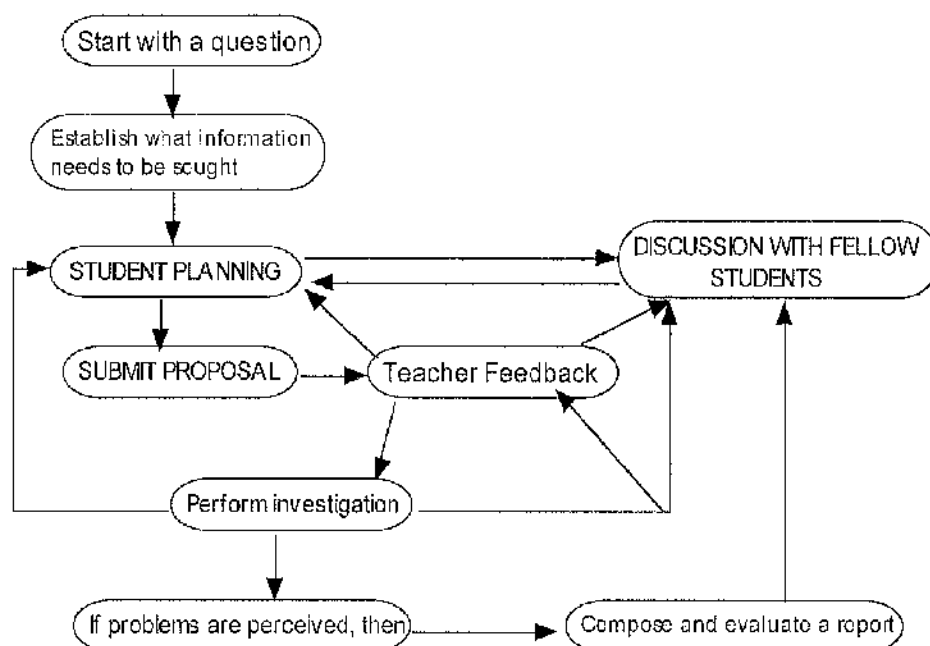 Start with a question
Establish what information
needs to be sought
STUDENT PLANNING
DISCUSSION WITH FELLOW
STUDENTS
SUBMIT PROPOSAL
Teacher Feedback
Perform investigation
If problems are perceived, then
Compose and evaluate a report